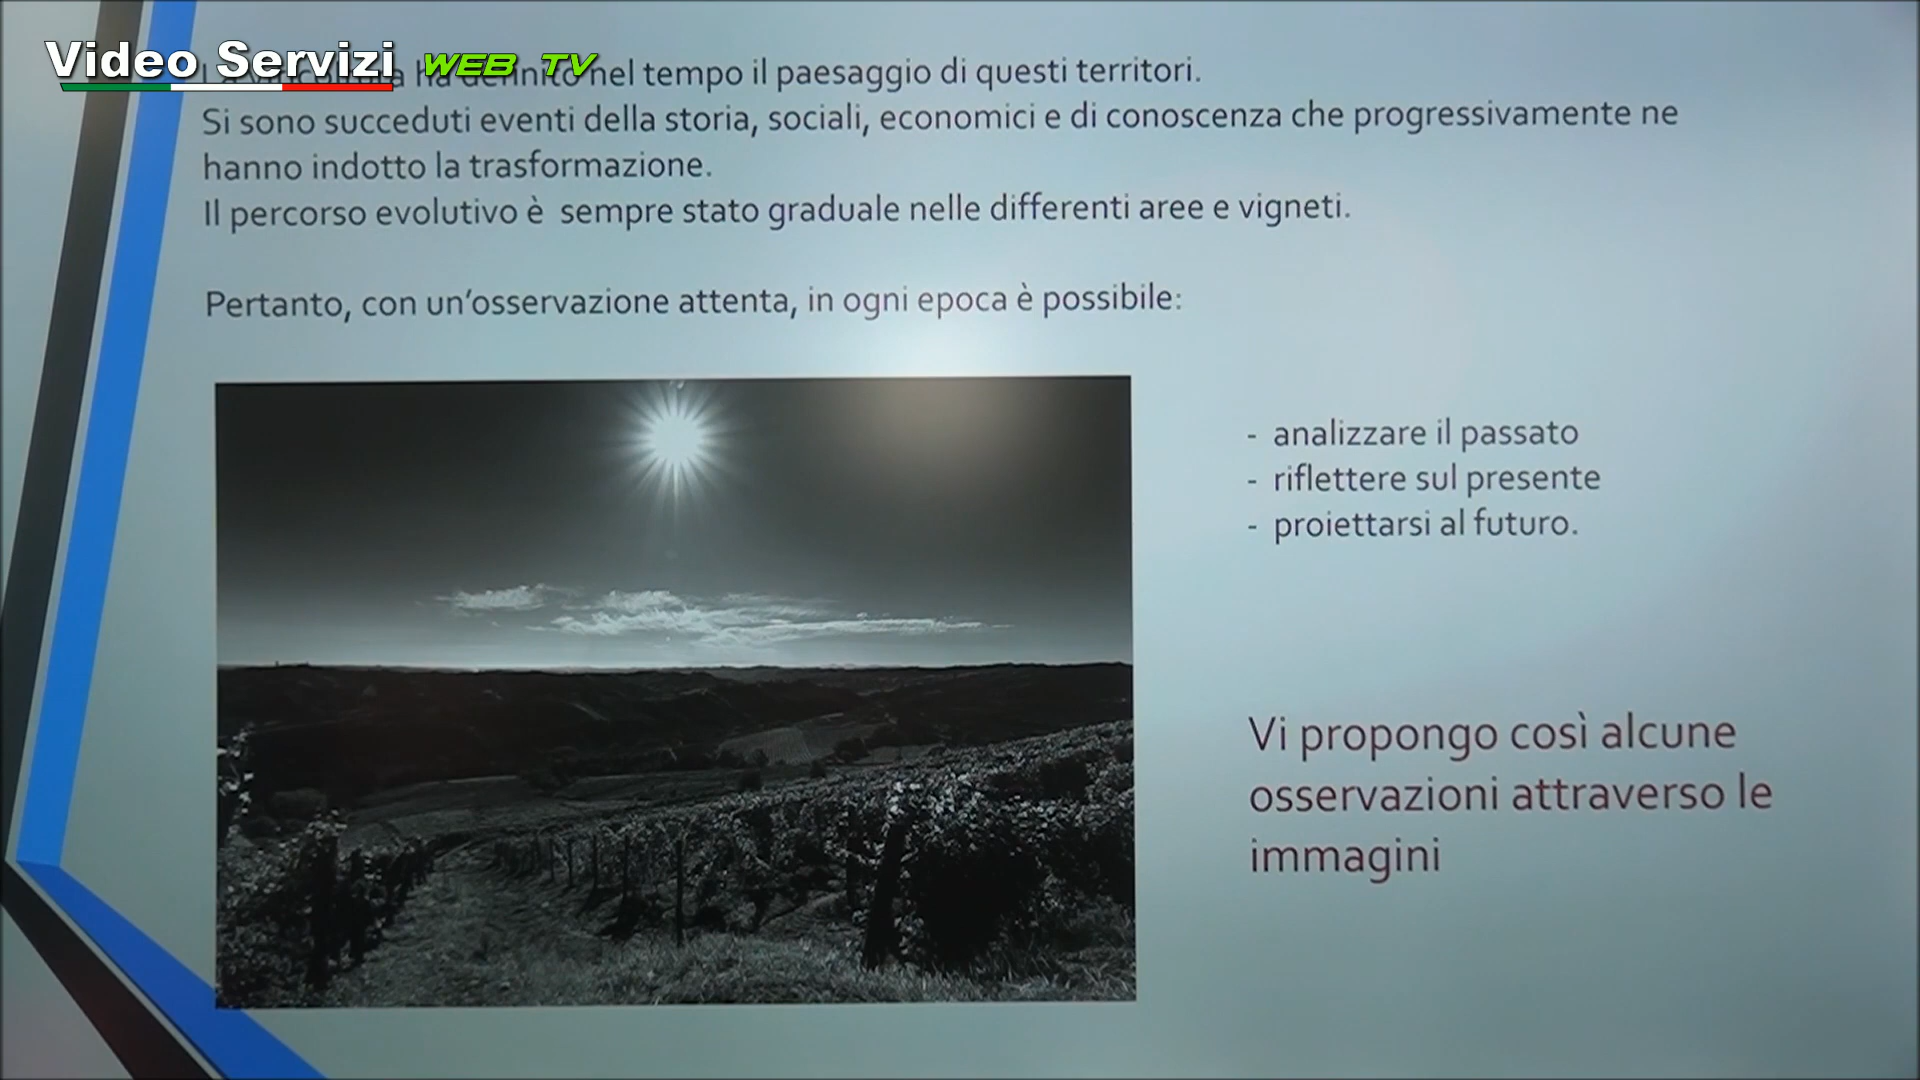 Video Servizi WEB TV
nel tempo il paesaggio di questi territori.
Si sono succeduti eventi della storia, sociali, economici e di conoscenza che progressivamente ne
hanno indotto la trasformazione.
Il percorso evolutivo è sempre stato graduale nelle differenti aree e vigneti.
Pertanto, con un'osservazione attenta, in ogni epoca è possibile:
- analizzare il passato
- riflettere sul presente
- proiettarsi al futuro.
Vi propongo così alcune
osservazioni attraverso le
immagini